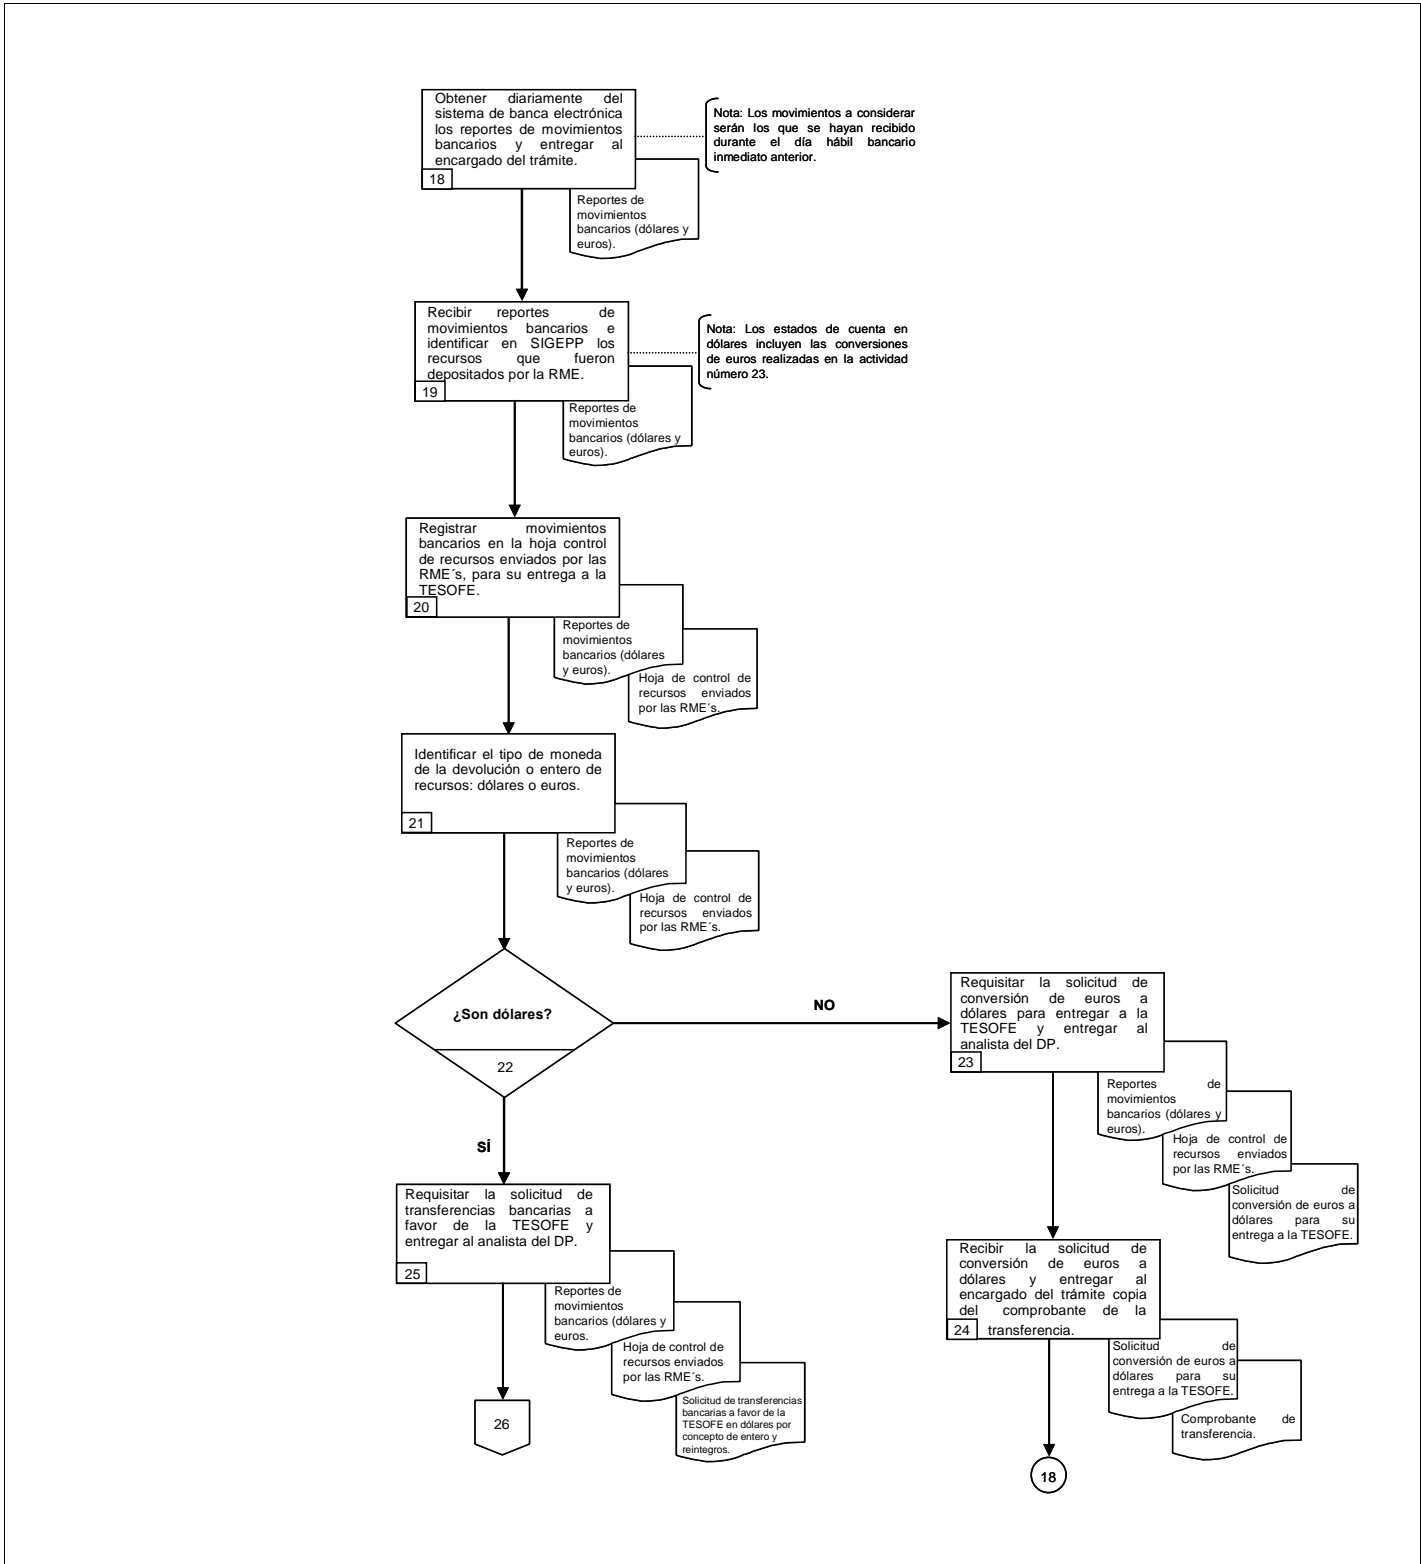 Obtener diariamente del
sistema de banca electrónica
los reportes de movimientos
bancarios y entregar al
encargado del trámite.
18
Nota: Los movimientos a considerar
serán los que se hayan recibido
durante el día hábil bancario
inmediato anterior.
Reportes de
movimientos
bancarios (dólares y
euros).
Recibir reportes de
movimientos bancarios e
identificar en SIGEPP los
recursos que fueron
depositados por la RME.
19
Nota: Los estados de cuenta en
dólares incluyen las conversiones
de euros realizadas en la actividad
número 23.
Reportes de
movimientos
bancarios (dólares y
euros).
Registrar movimientos
bancarios en la hoja control
de recursos enviados por las
RME´s, para su entrega a la
TESOFE.
20
Reportes de
movimientos
bancarios (dólares
y euros).
Hoja de control de
recursos enviados
por las RME´s.
Identificar el tipo de moneda
de la devolución o entero de
recursos: dólares o euros.
21
Reportes de
movimientos
bancarios (dólares
y euros).
Hoja de control de
recursos enviados
por las RME´s.
¿Son dólares?
22
NO
SÍ
Requisitar la solicitud de
conversión de euros a
dólares para entregar a la
TESOFE y entregar al
analista del DP.
23
Reportes de
movimientos
bancarios (dólares y
euros).
Hoja de control de
recursos enviados
por las RME´s.
Solicitud de
conversión de euros a
dólares para su
entrega a la TESOFE.
Requisitar la solicitud de
transferencias bancarias a
favor de la TESOFE y
entregar al analista del DP.
25
Reportes de
movimientos
bancarios (dólares y
euros.
Hoja de control de
recursos enviados
por las RME´s.
Solicitud de transferencias
bancarias a favor de la
TESOFE en dólares por
concepto de entero y
reintegros.
26
Recibir la solicitud de
conversión de euros a
dólares y entregar al
encargado del trámite copia
del comprobante de la
24 transferencia.
Solicitud de
conversión de euros a
dólares para su
entrega a la TESOFE.
Comprobante de
transferencia.
18